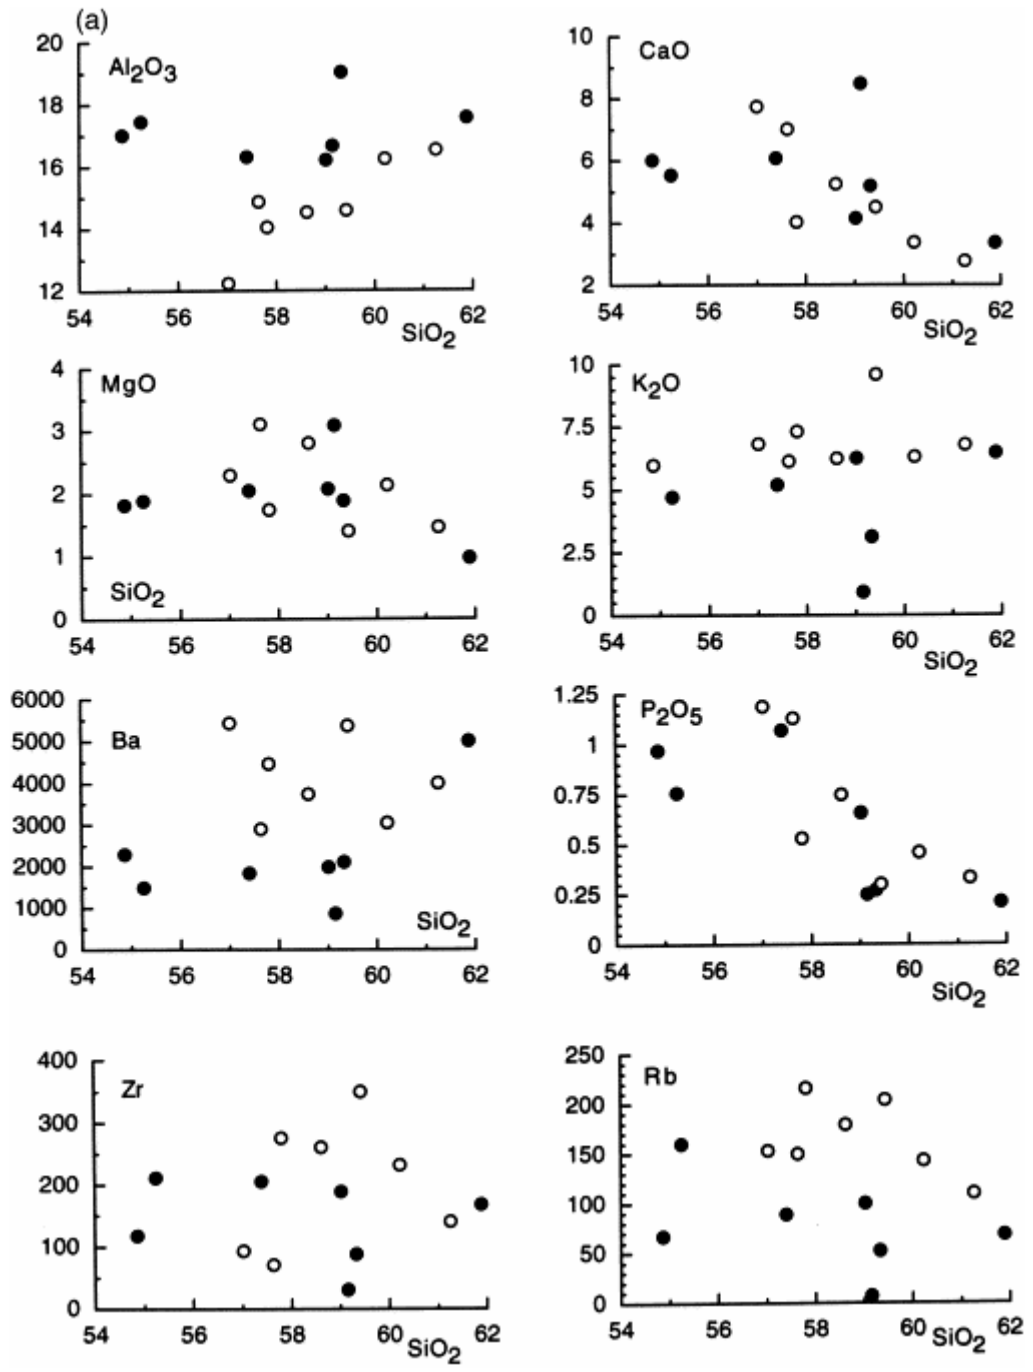 (a)
Al2O3
20
18
16
14
12
54 56 58 60 62
SiO2
CaO
10
8
6
4
2
54 56 58 60 62
SiO2
MgO
4
3
2
1
0
SiO2
54 56 58 60 62
K2O
10
7.5
5
2.5
0
54 56 58 60 62
SiO2
Ba
6000
5000
4000
3000
2000
1000
0
SiO2
54 56 58 60 62
P2O5
1.25
1
0.75
0.5
0.25
0
54 56 58 60 62
SiO2
Zr
400
300
200
100
0
54 56 58 60 62
SiO2
Rb
250
200
150
100
50
0
54 56 58 60 62
SiO2